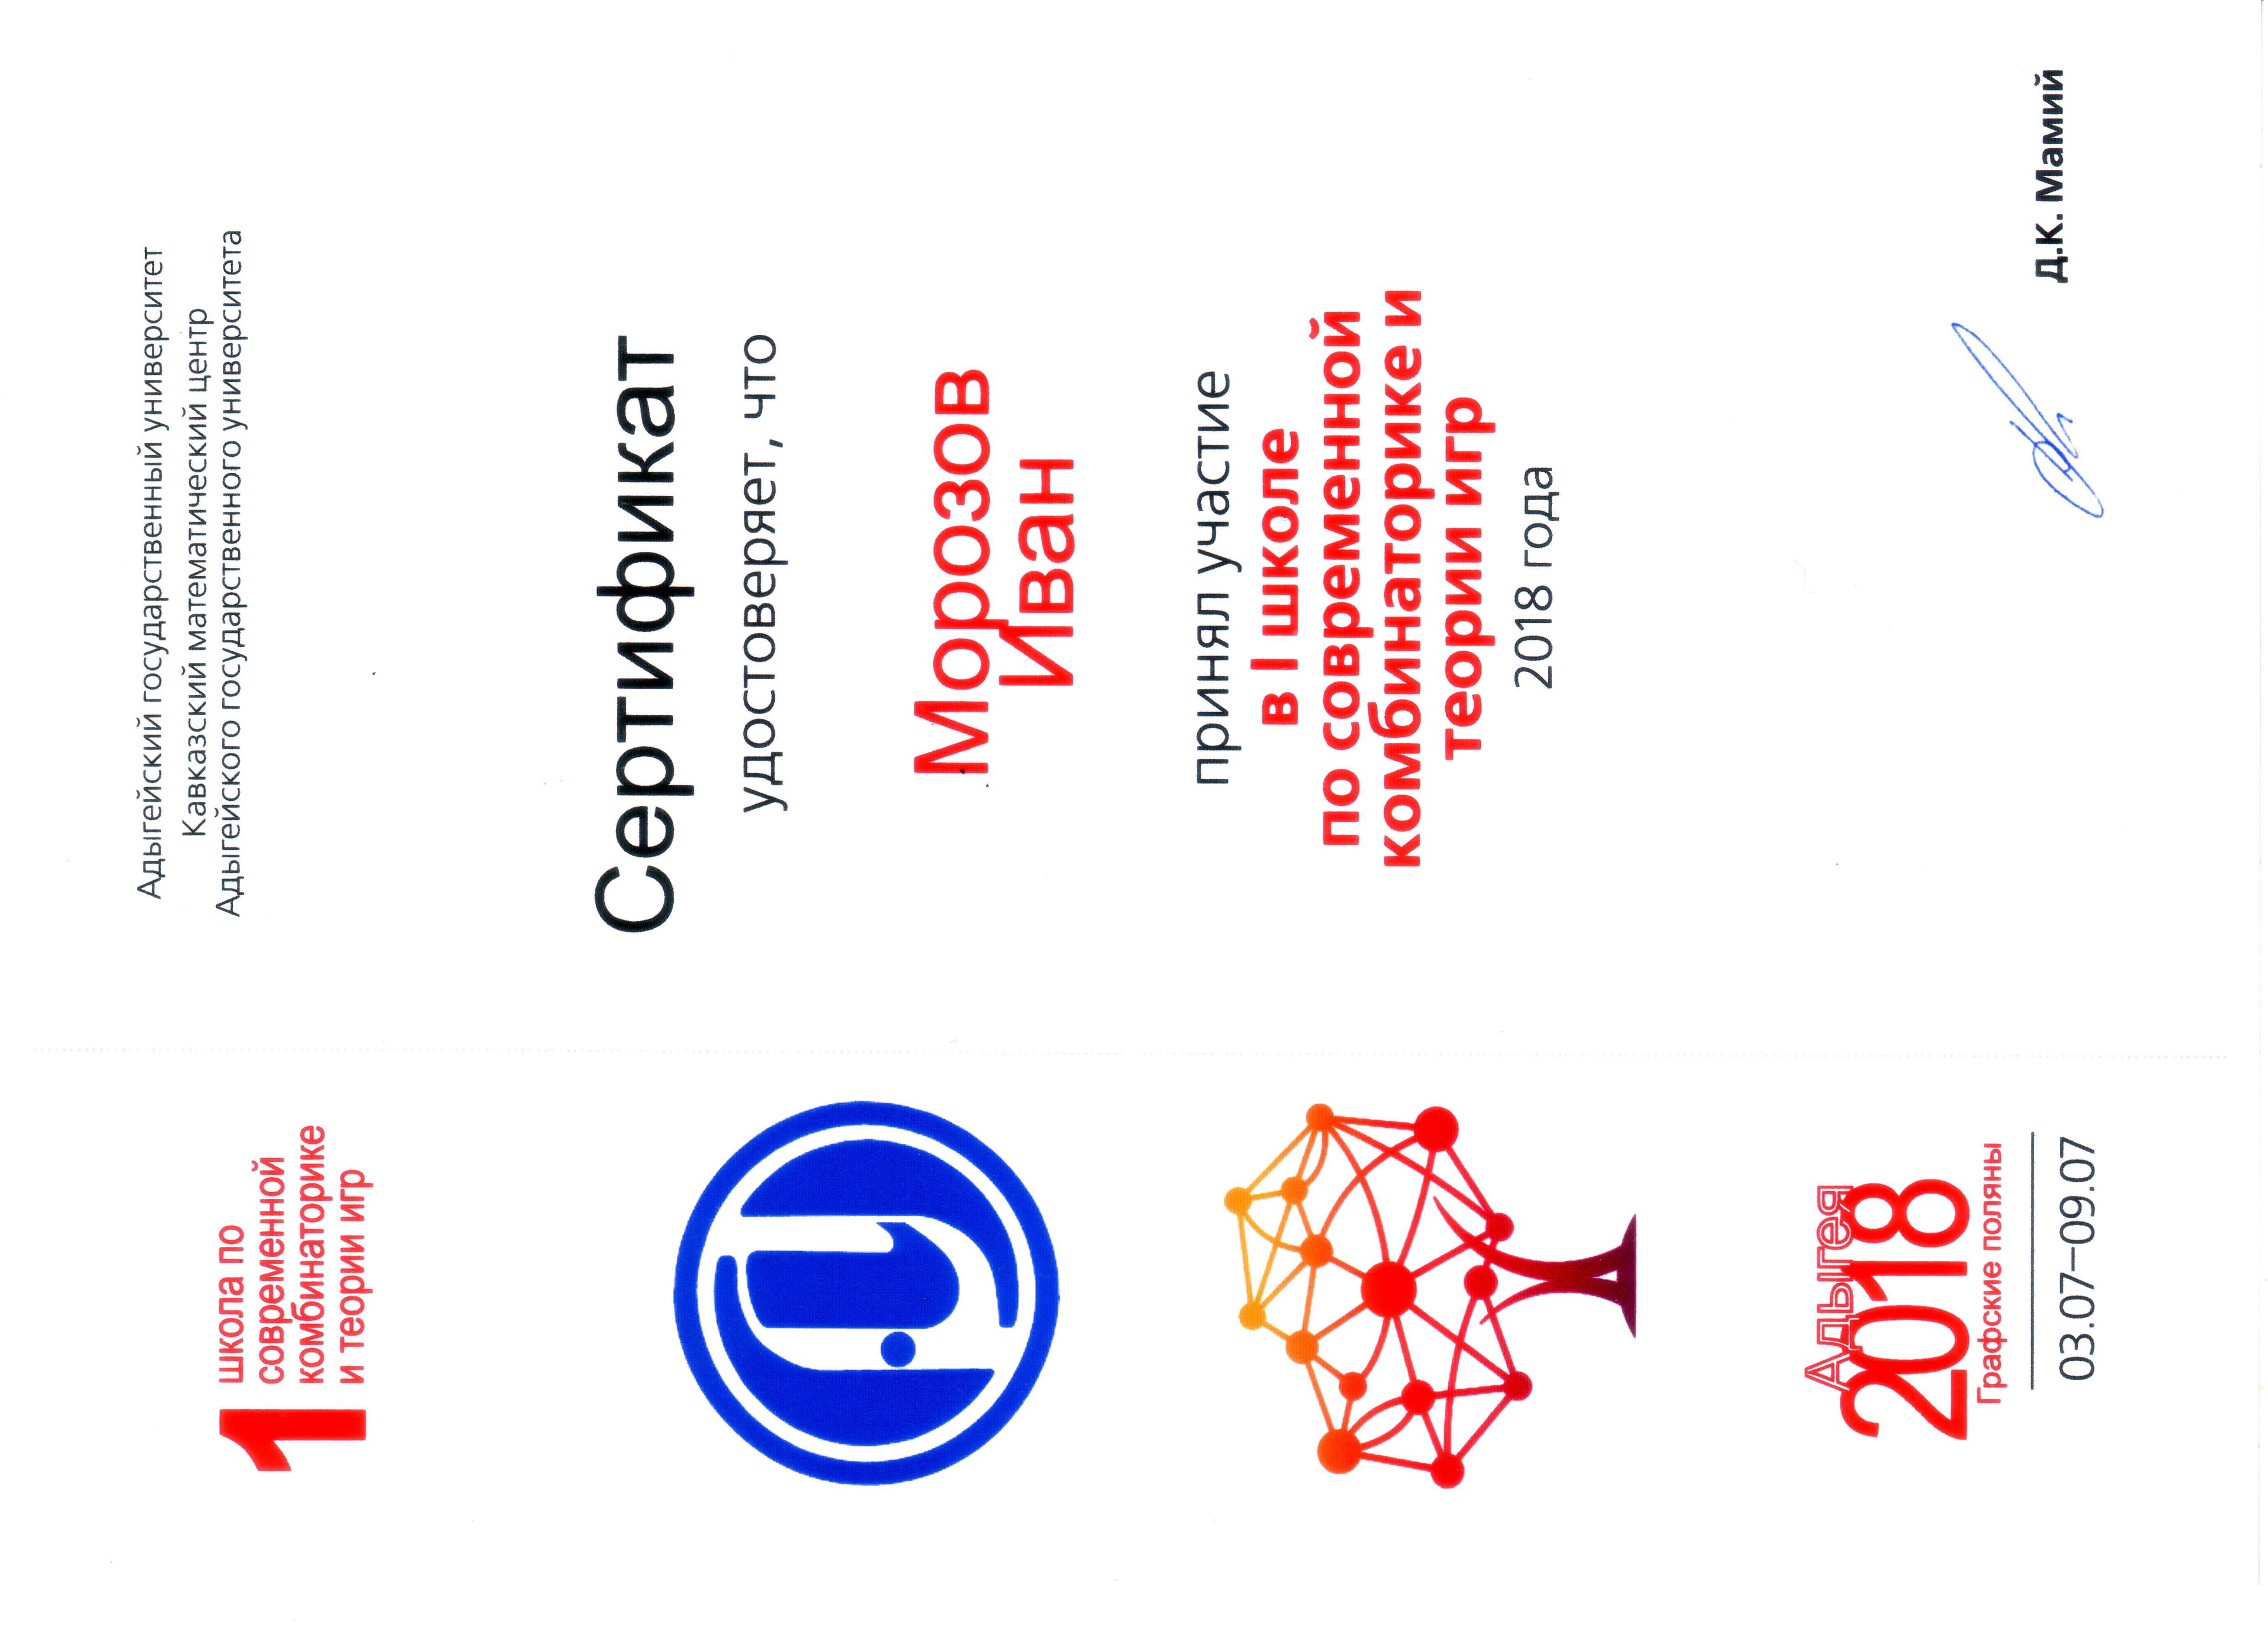 1
школа по
современной
комбинаторике
и теории игр
Адыгея
2018
Графские поляны
03.07–09.07
Адыгейский государственный университет
Кавказский математический центр
Адыгейского государственного университета
Сертификат
удостоверяет, что
Морозов
Иван
принял участие
в I школе
по современной
комбинаторике и
теории игр
2018 года
Д.К. Мамий